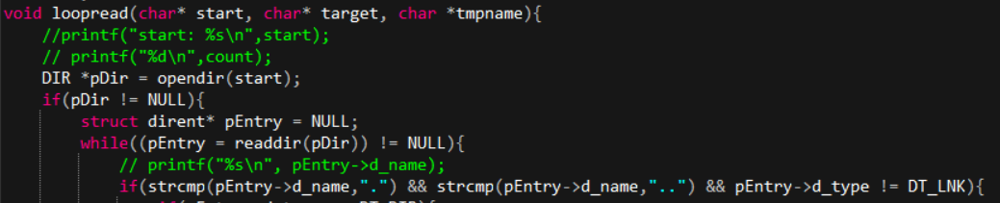 void loopread(char* start, char* target, char *tmpname){
//printf("start: %s\n",start);
// printf("%d\n",count);
DIR *pDir = opendir(start);
if(pDir != NULL){
struct dirent* pEntry = NULL;
while((pEntry = readdir(pDir)) != NULL){
// printf("%s\n", pEntry->d_name);
if(strcmp(pEntry->d_name,".") && strcmp(pEntry->d_name,"..") && pEntry->d_type != DT_LNK){